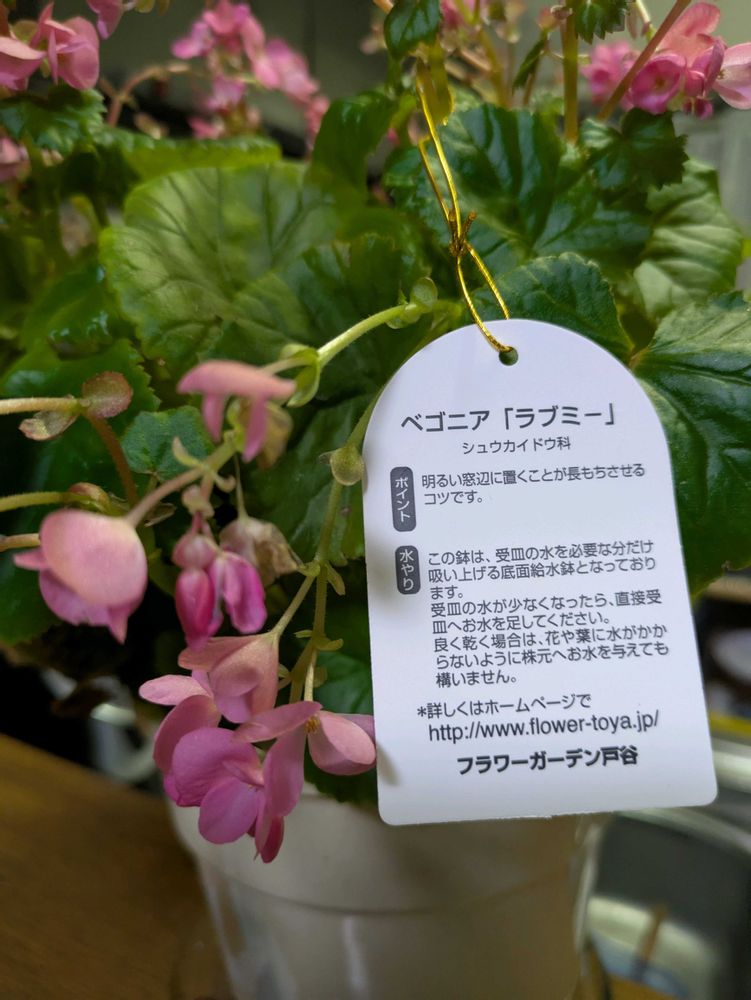 ベゴニア「ラブミー」
シュウカイドウ科
ポイント
明るい窓辺に置くことが長もちさせる
コツです。
水やり
この鉢は、受皿の水を必要な分だけ
吸い上げる底面給水鉢となっており
ます。
受皿の水が少なくなったら、直接受
皿へお水を足してください。
良く乾く場合は、花や葉に水がかか
らないように株元へお水を与えても
構いません。
*詳しくはホームページで
http://www.flower-toya.jp/
フラワーガーデン戸谷